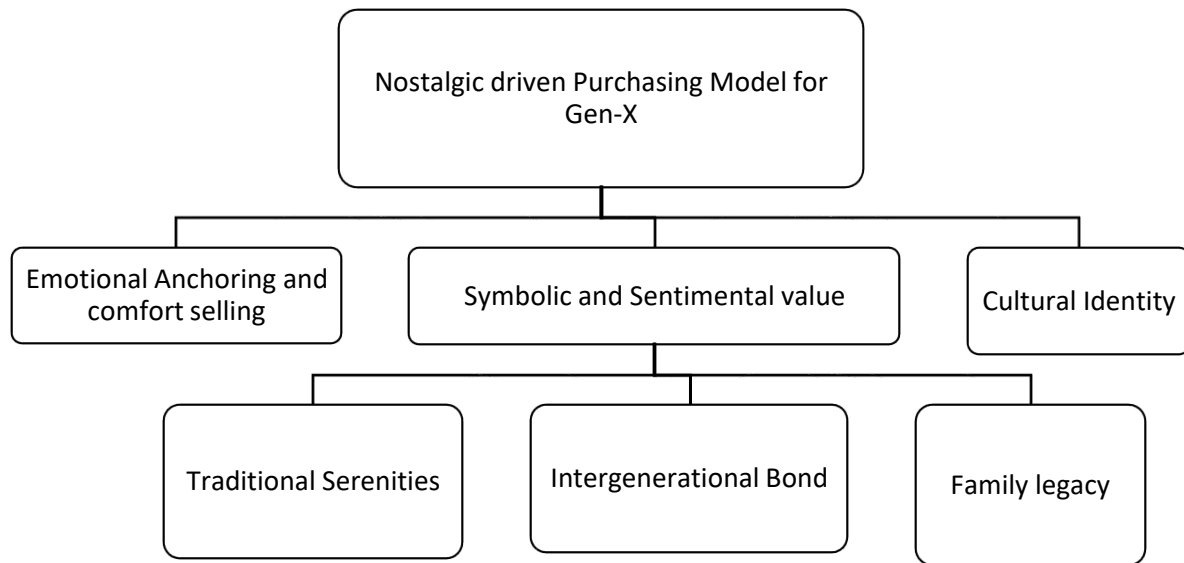 Nostalgic driven Purchasing Model for
Gen-X
Emotional Anchoring and
comfort selling
Symbolic and Sentimental value
Cultural Identity
Traditional Serenities
Intergenerational Bond
Family legacy